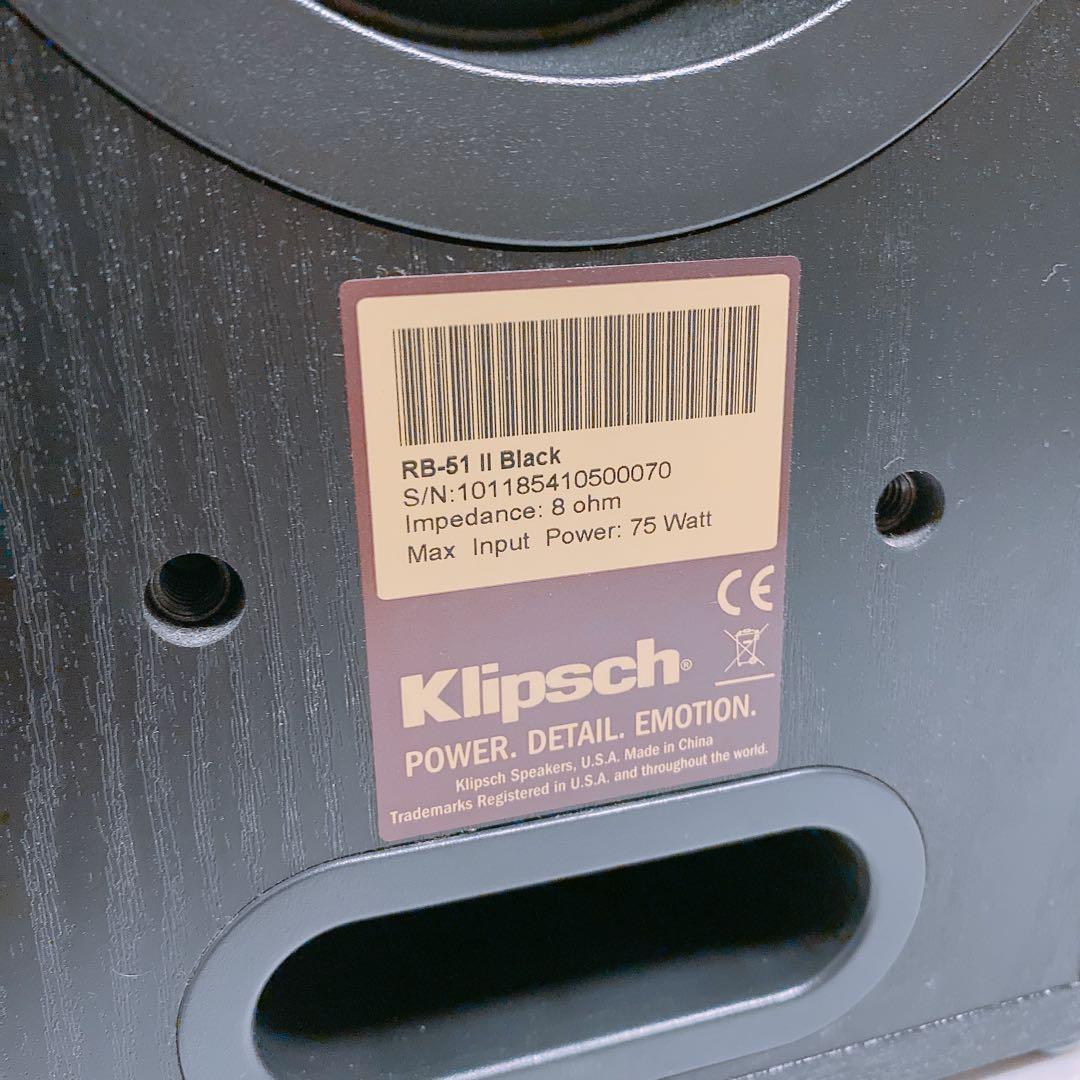 RB-51 II Black
S/N:101185410500070
Impedance: 8 ohm
Max Input Power: 75 Watt
CE
Klipsch®
POWER. DETAIL. EMOTION.
Klipsch Speakers, U.S.A. Made in China
Trademarks Registered in U.S.A. and throughout the world.